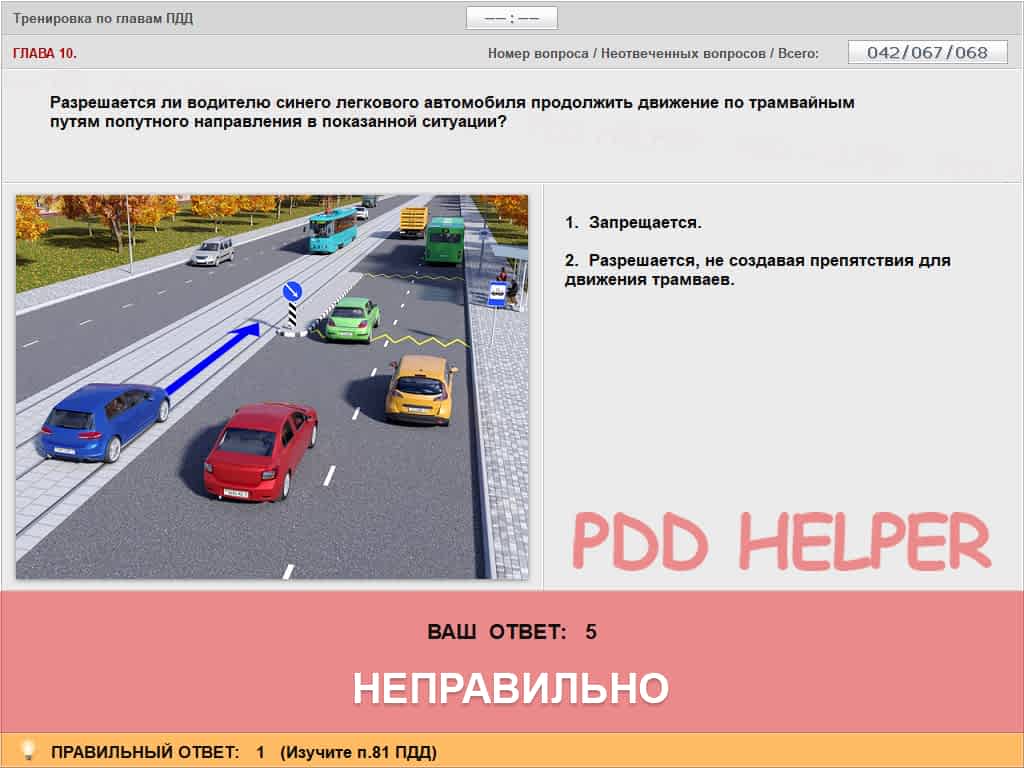 Тренировка по главам ПДД
—— : ——
ГЛАВА 10.
Номер вопроса / Неотвеченных вопросов / Всего:
042/067/068
Разрешается ли водителю синего легкового автомобиля продолжить движение по трамвайным
путям попутного направления в показанной ситуации?
1. Запрещается.
2. Разрешается, не создавая препятствия для
движения трамваев.
PDD HELPER
ВАШ ОТВЕТ: 5
НЕПРАВИЛЬНО
ПРАВИЛЬНЫЙ ОТВЕТ: 1 (Изучите п.81 ПДД)